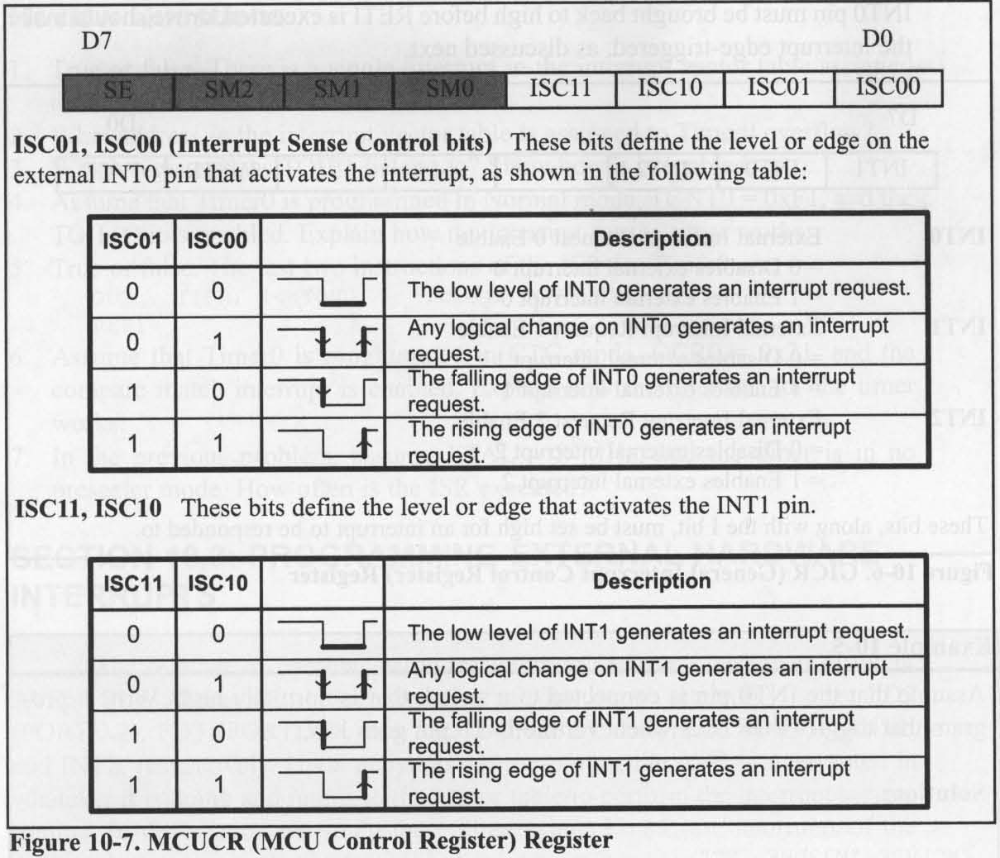 D7 D0
SE SM2 SM1 SM0 ISC11 ISC10 ISC01 ISC00
ISC01, ISC00 (Interrupt Sense Control bits) These bits define the level or edge on the
external INT0 pin that activates the interrupt, as shown in the following table:
ISC01 ISC00 Description
0 0 The low level of INT0 generates an interrupt request.
0 1 Any logical change on INT0 generates an interrupt
request.
1 0 The falling edge of INT0 generates an interrupt
request.
1 1 The rising edge of INT0 generates an interrupt
request.
ISC11, ISC10 These bits define the level or edge that activates the INT1 pin.
ISC11 ISC10 Description
0 0 The low level of INT1 generates an interrupt request.
0 1 Any logical change on INT1 generates an interrupt
request.
1 0 The falling edge of INT1 generates an interrupt
request.
1 1 The rising edge of INT1 generates an interrupt
request.
Figure 10-7. MCUCR (MCU Control Register) Register